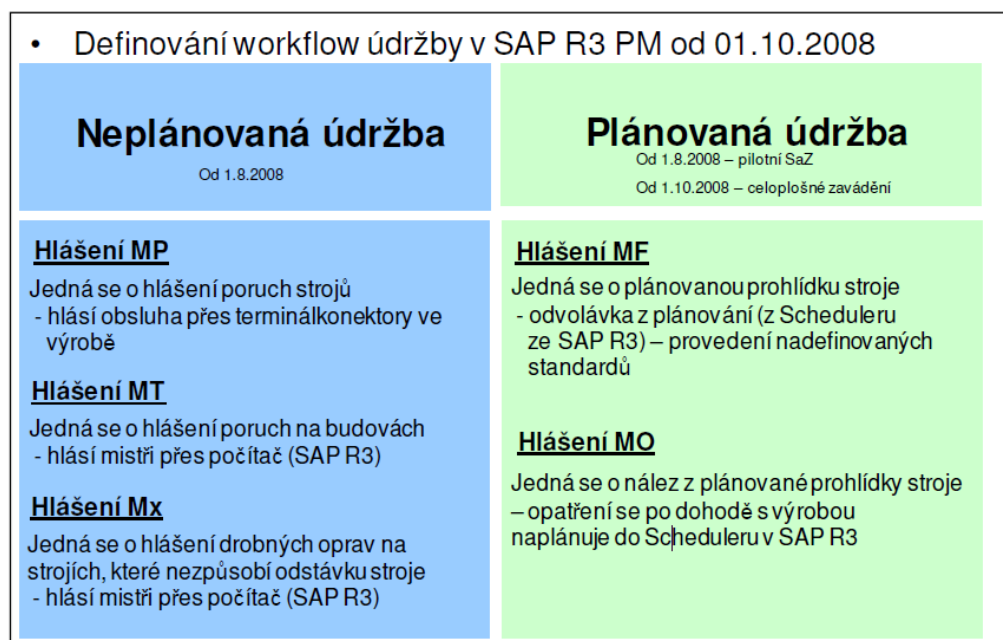 • Definování workflow údržby v SAP R3 PM od 01.10.2008
Neplánovaná údržba
Od 1.8.2008
Plánovaná údržba
Od 1.8.2008 – pilotní SaZ
Od 1.10.2008 – celoplošné zavádění
Hlášení MP
Jedná se o hlášení poruch strojů
- hlásí obsluha přes terminálkonektory ve
výrobě
Hlášení MT
Jedná se o hlášení poruch na budovách
- hlásí mistři přes počítač (SAP R3)
Hlášení Mx
Jedná se o hlášení drobných oprav na
strojích, které nezpůsobí odstávku stroje
- hlásí mistři přes počítač (SAP R3)
Hlášení MF
Jedná se o plánovanou prohlídku stroje
- odvolávka z plánování (z Scheduleru
ze SAP R3) – provedení nadefinovaných
standardů
Hlášení MO
Jedná se o nález z plánované prohlídky stroje
– opatření se po dohodě s výrobou
naplánuje do Scheduleru v SAP R3